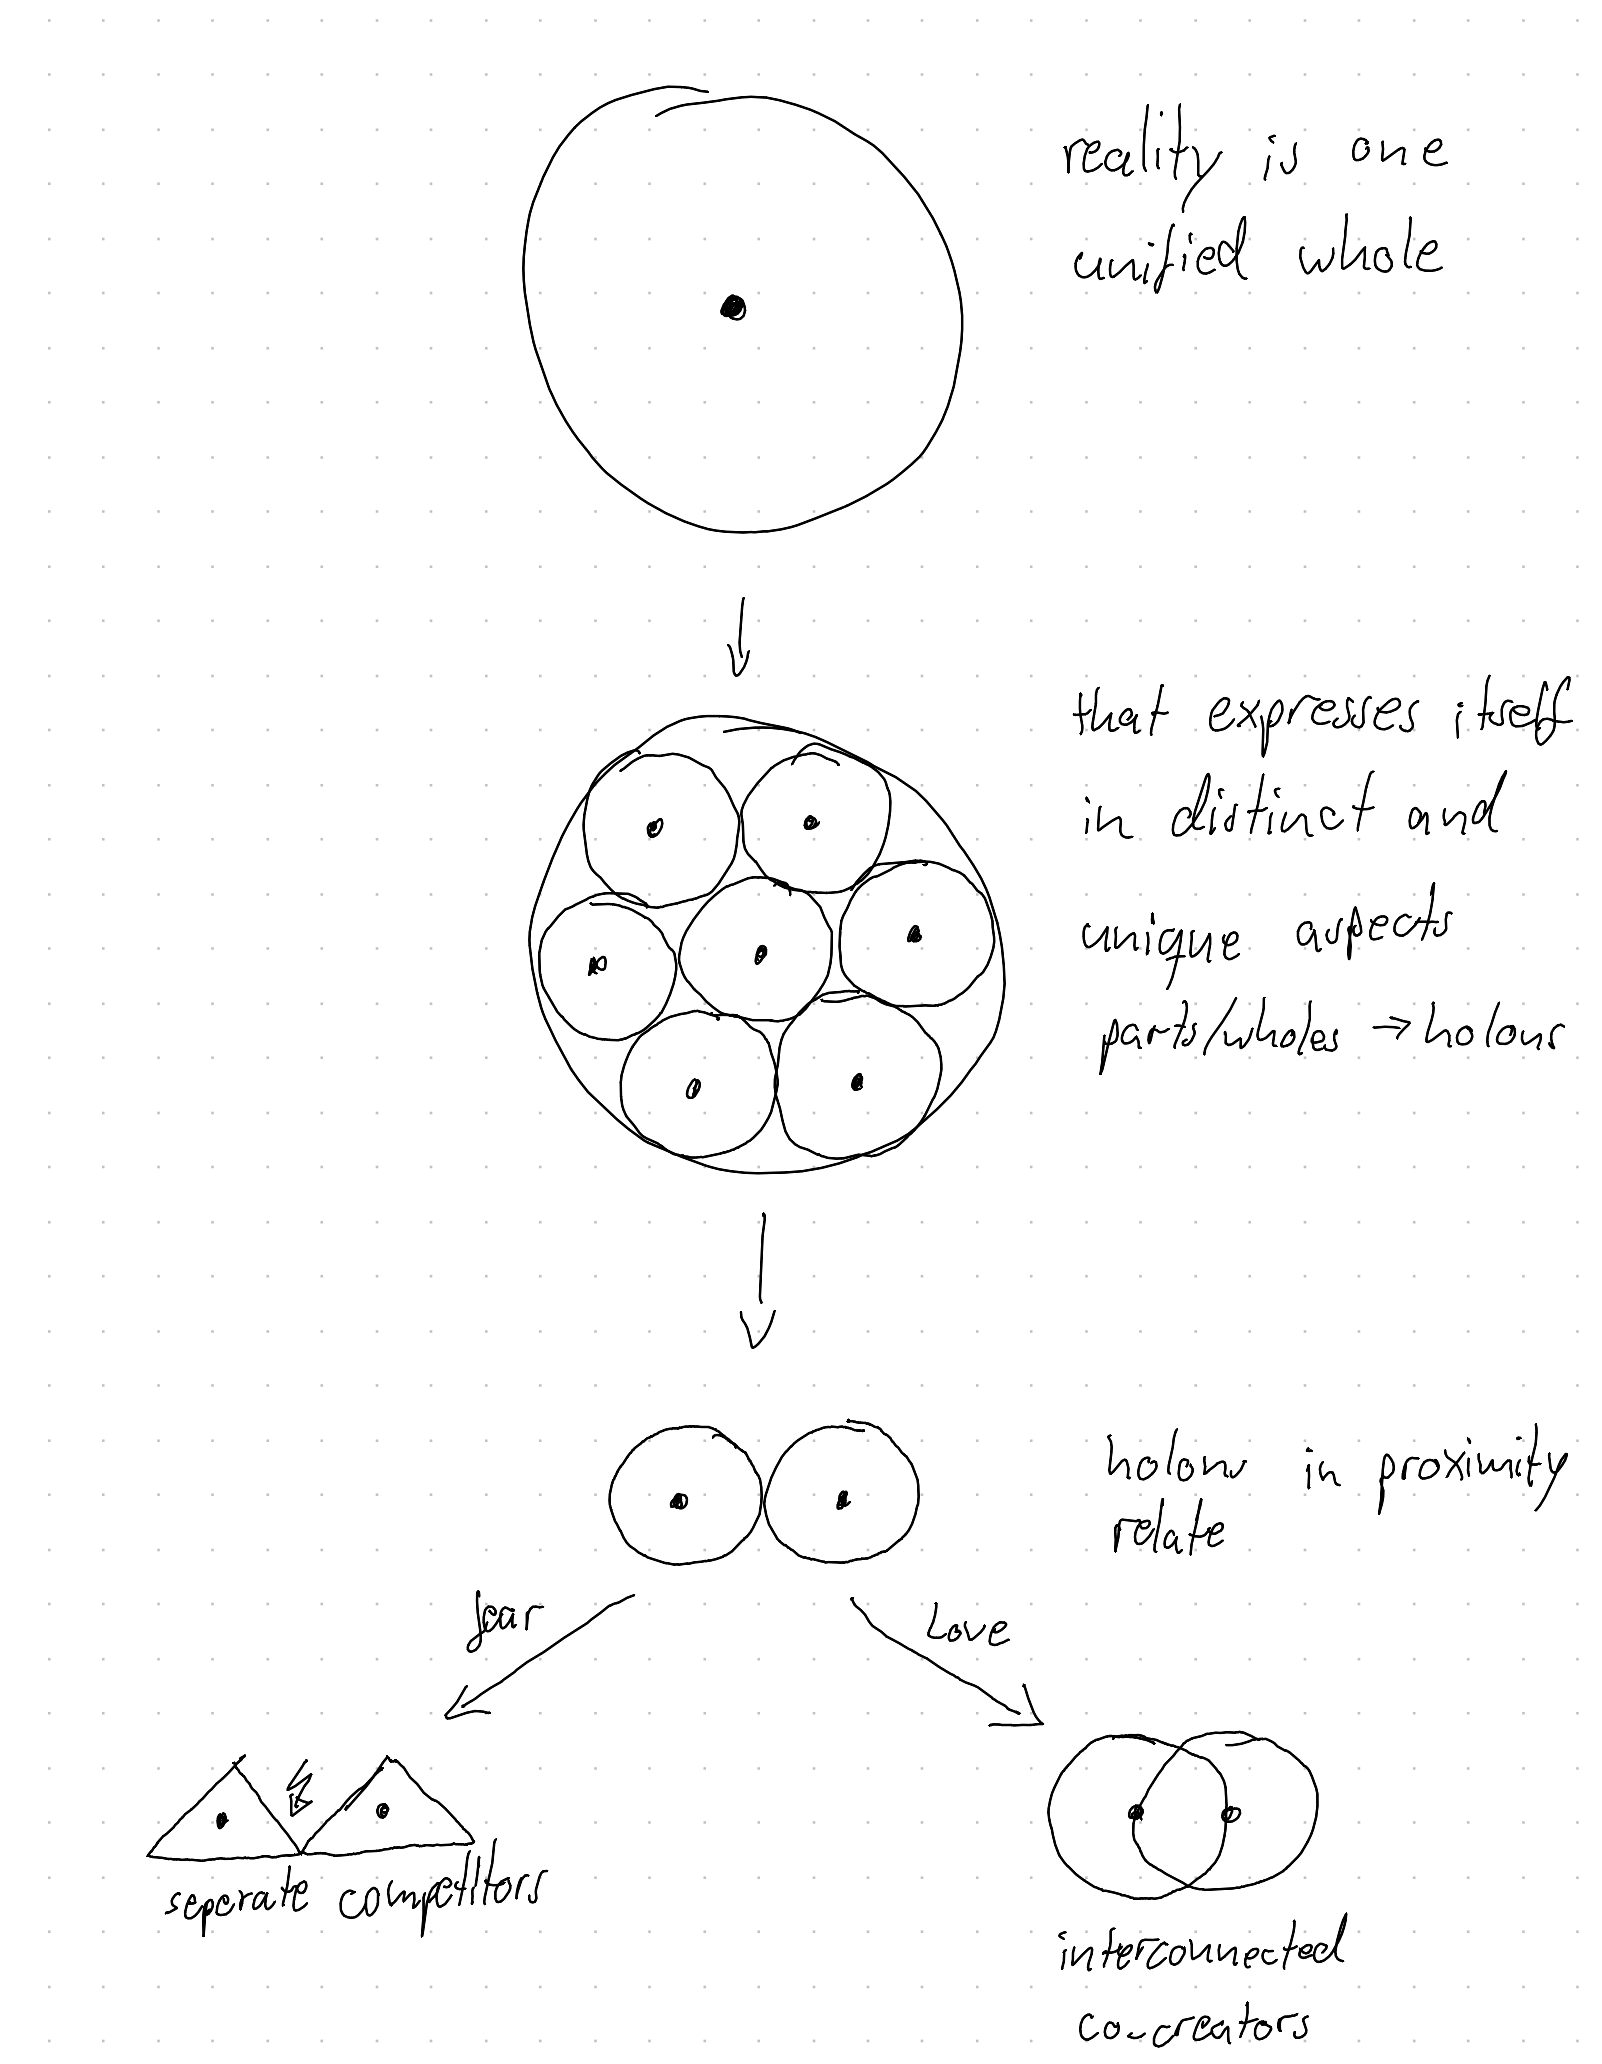 reality is one
unified whole
that expresses itself
in distinct and
unique aspects
parts/wholes → holons
holons in proximity
relate
fear
Love
seperate competitors
interconnected
co-creators